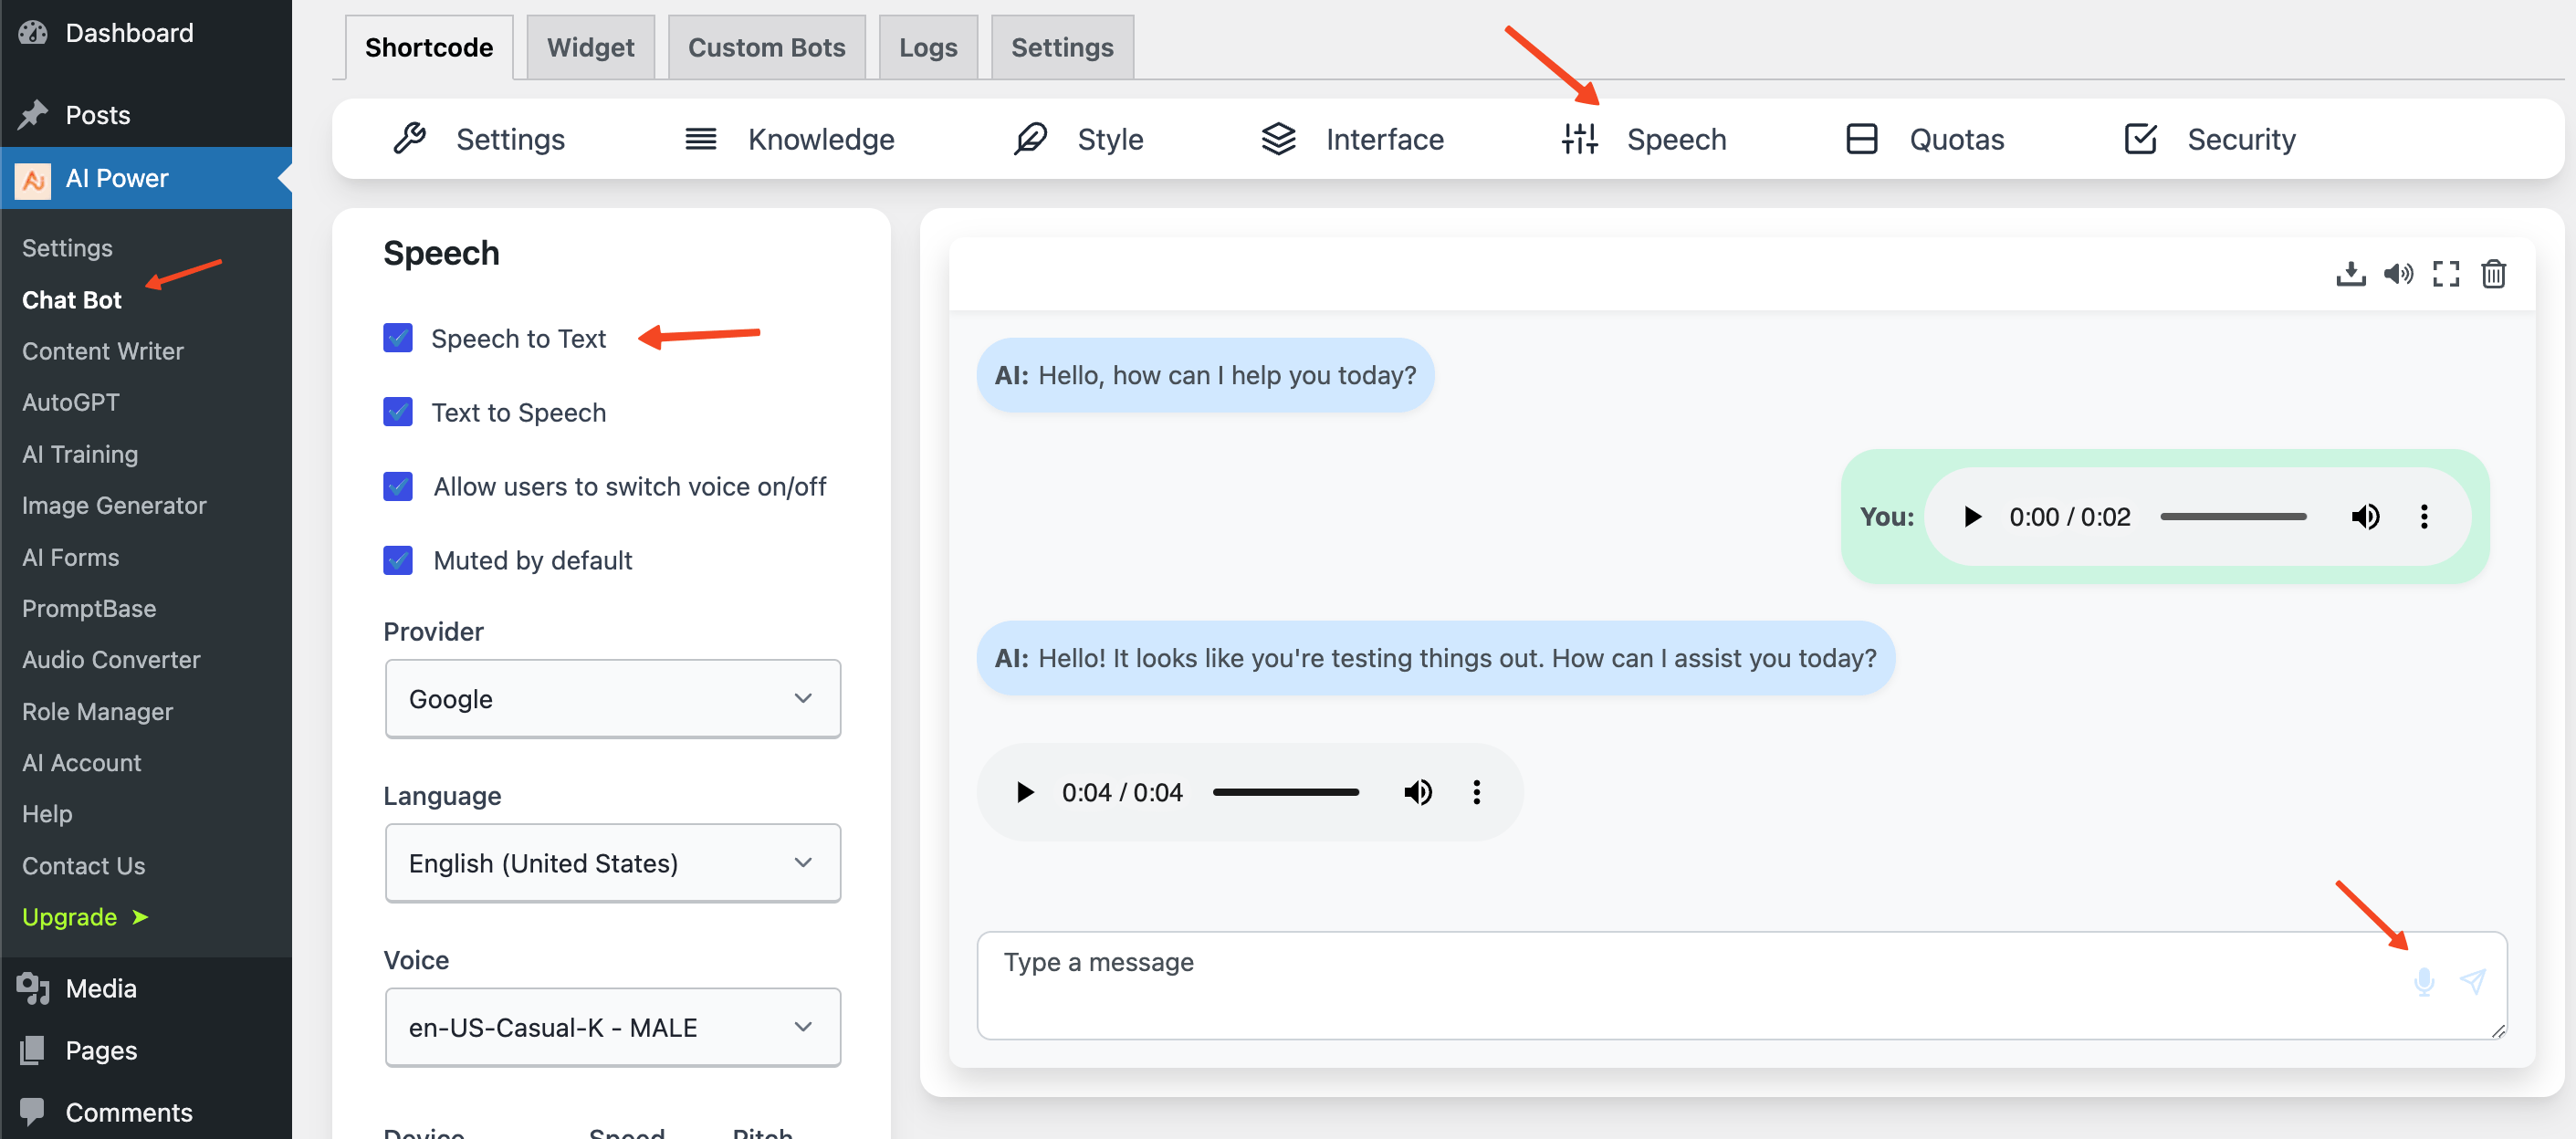 Dashboard
Posts
AI Power
Settings
Chat Bot
Content Writer
AutoGPT
AI Training
Image Generator
AI Forms
PromptBase
Audio Converter
Role Manager
AI Account
Help
Contact Us
Upgrade ➤
Media
Pages
Comments
Shortcode
Widget
Custom Bots
Logs
Settings
Settings
Knowledge
Style
Interface
Speech
Quotas
Security
Speech
Speech to Text
Text to Speech
Allow users to switch voice on/off
Muted by default
Provider
Google
Language
English (United States)
Voice
en-US-Casual-K - MALE
Device Speed Pitch
AI: Hello, how can I help you today?
You: 0:00 / 0:02
AI: Hello! It looks like you're testing things out. How can I assist you today?
0:04 / 0:04
Type a message